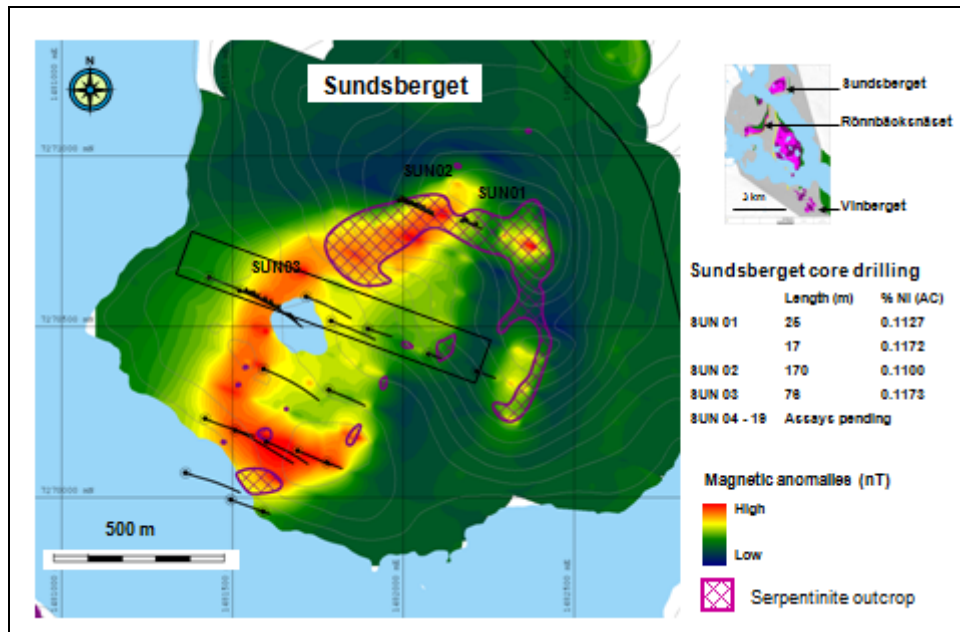 N
Sundsberget
SUN02
SUN01
SUN03
500 m
Sundsberget
Rönnbäcksnäset
3 km
Vinberget
Sundsberget core drilling
Length (m) % Ni (AC)
SUN 01 25 0.1127
17 0.1172
SUN 02 170 0.1100
SUN 03 76 0.1173
SUN 04 - 19 Assays pending
Magnetic anomalies (nT)
High
Low
Serpentinite outcrop